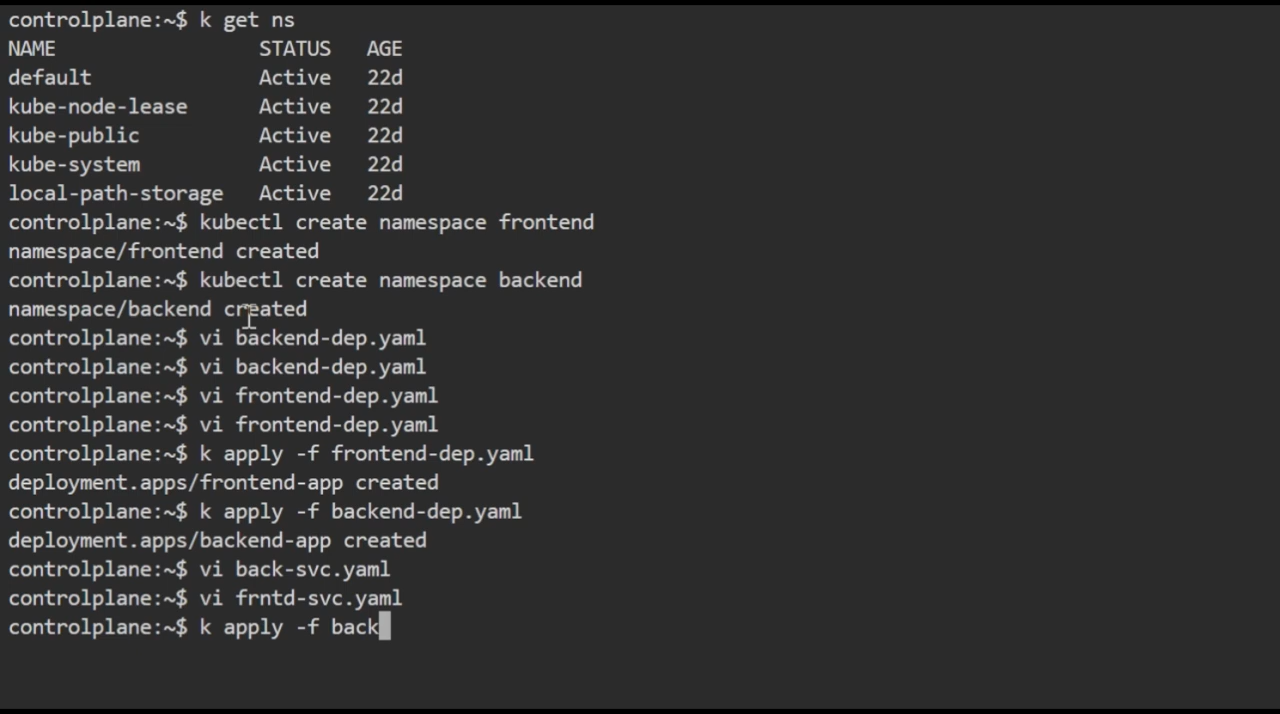 controlplane:~$ k get ns
NAME                 STATUS   AGE
default              Active   22d
kube-node-lease      Active   22d
kube-public          Active   22d
kube-system          Active   22d
local-path-storage   Active   22d
controlplane:~$ kubectl create namespace frontend
namespace/frontend created
controlplane:~$ kubectl create namespace backend
namespace/backend created
controlplane:~$ vi backend-dep.yaml
controlplane:~$ vi backend-dep.yaml
controlplane:~$ vi frontend-dep.yaml
controlplane:~$ vi frontend-dep.yaml
controlplane:~$ k apply -f frontend-dep.yaml
deployment.apps/frontend-app created
controlplane:~$ k apply -f backend-dep.yaml
deployment.apps/backend-app created
controlplane:~$ vi back-svc.yaml
controlplane:~$ vi frntd-svc.yaml
controlplane:~$ k apply -f back